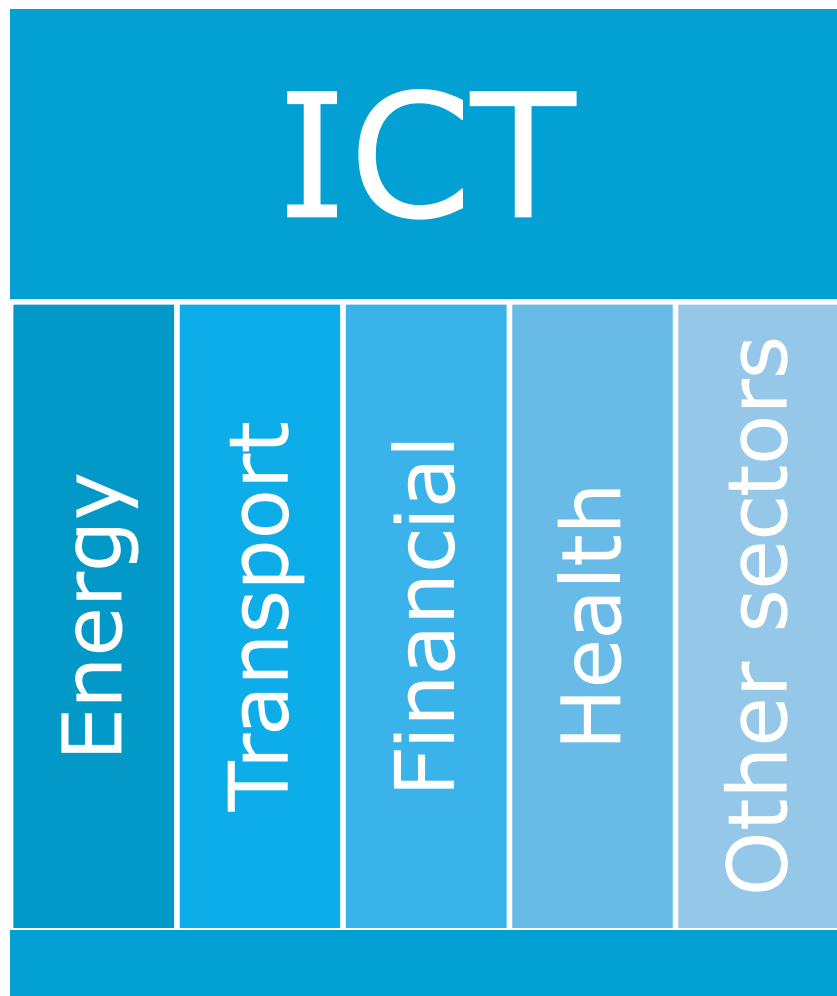 ICT
Energy
Transport
Financial
Health
Other sectors